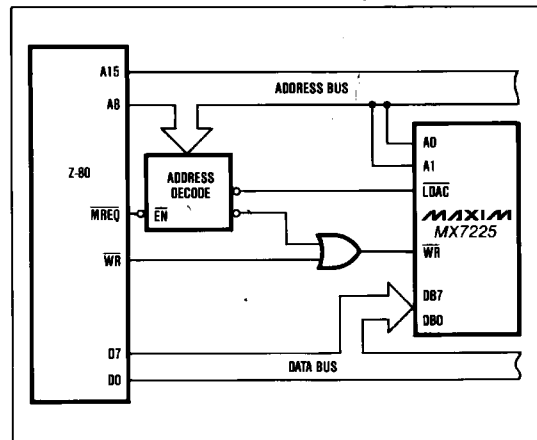 A15
ADDRESS BUS
A8
A0
A1
Z-80
ADDRESS
DECODE
LDAC
MREQ
EN
MAXIM
MX7225
WR
WR
DB7
DB0
D7
DATA BUS
D0